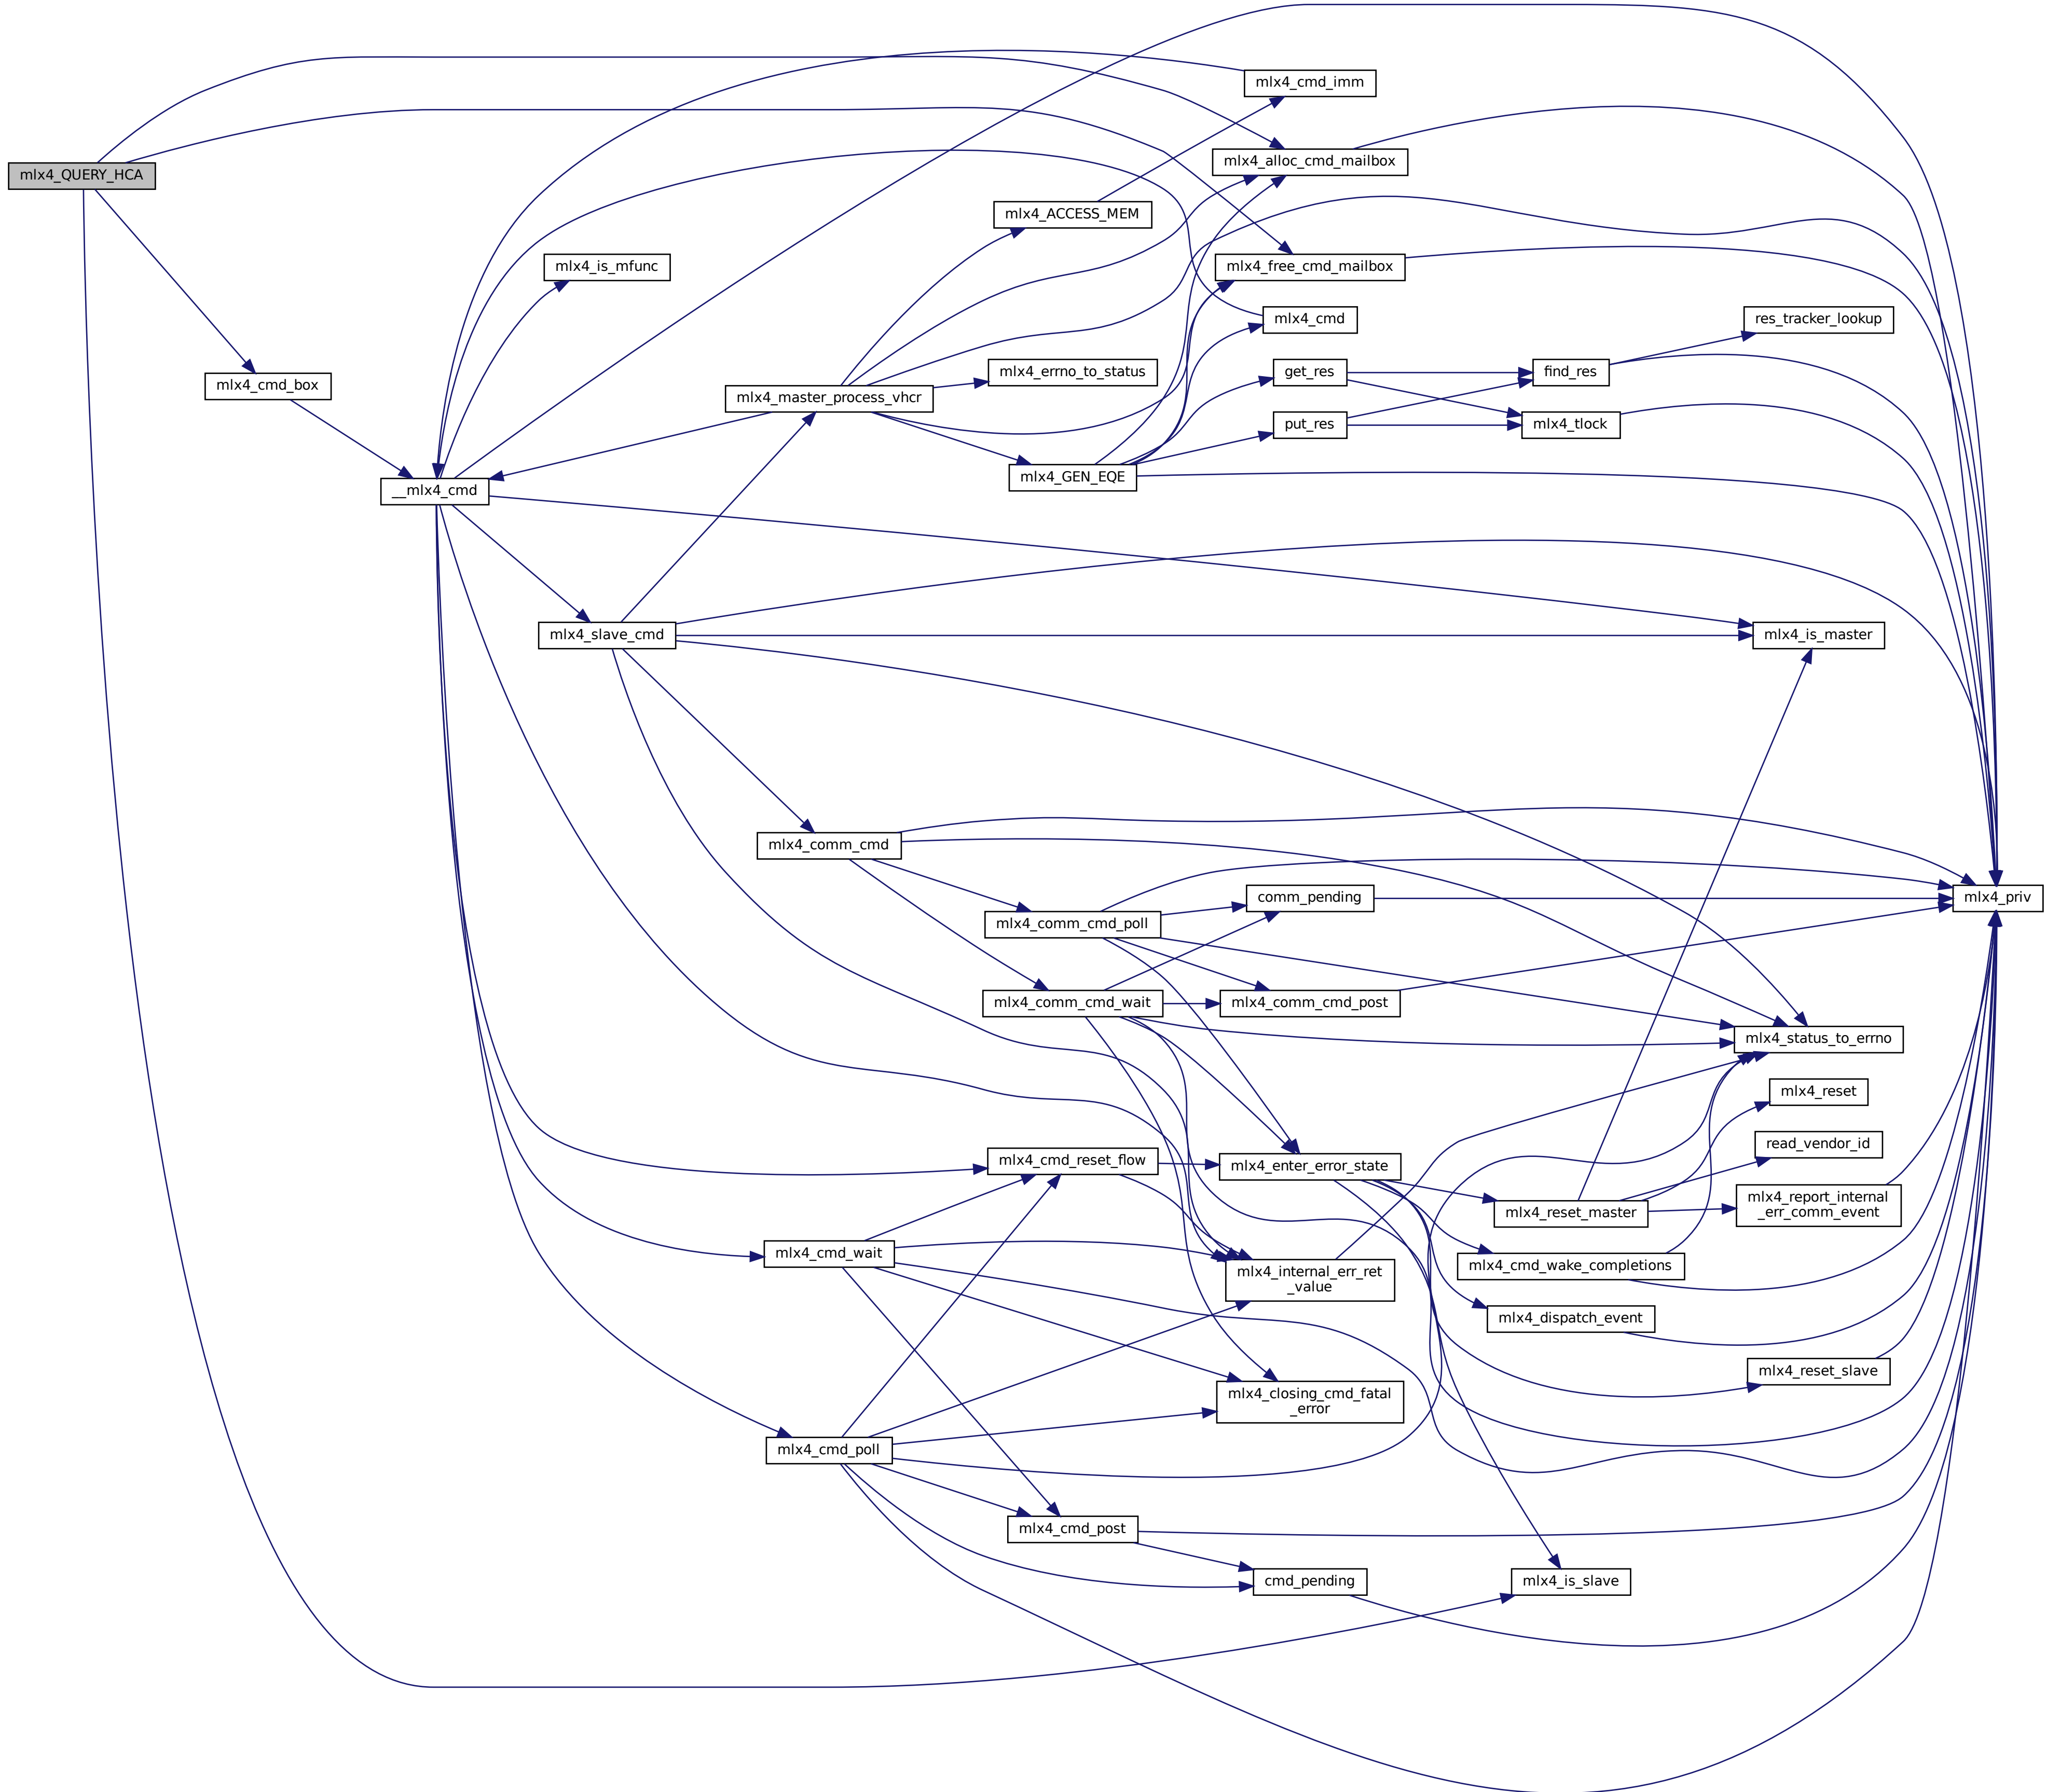 mlx4_cmd_imm
mlx4_alloc_cmd_mailbox
mlx4_QUERY_HCA
mlx4_ACCESS_MEM
mlx4_is_mfunc
mlx4_free_cmd_mailbox
mlx4_cmd
res_tracker_lookup
mlx4_errno_to_status
get_res
find_res
mlx4_cmd_box
mlx4_master_process_vhcr
put_res
mlx4_tlock
mlx4_GEN_EQE
__mlx4_cmd
mlx4_slave_cmd
mlx4_is_master
mlx4_comm_cmd
comm_pending
mlx4_priv
mlx4_comm_cmd_poll
mlx4_comm_cmd_wait
mlx4_comm_cmd_post
mlx4_status_to_errno
mlx4_reset
read_vendor_id
mlx4_cmd_reset_flow
mlx4_enter_error_state
mlx4_report_internal
_err_comm_event
mlx4_reset_master
mlx4_cmd_wait
mlx4_cmd_wake_completions
mlx4_internal_err_ret
_value
mlx4_dispatch_event
mlx4_reset_slave
mlx4_closing_cmd_fatal
_error
mlx4_cmd_poll
mlx4_cmd_post
cmd_pending
mlx4_is_slave